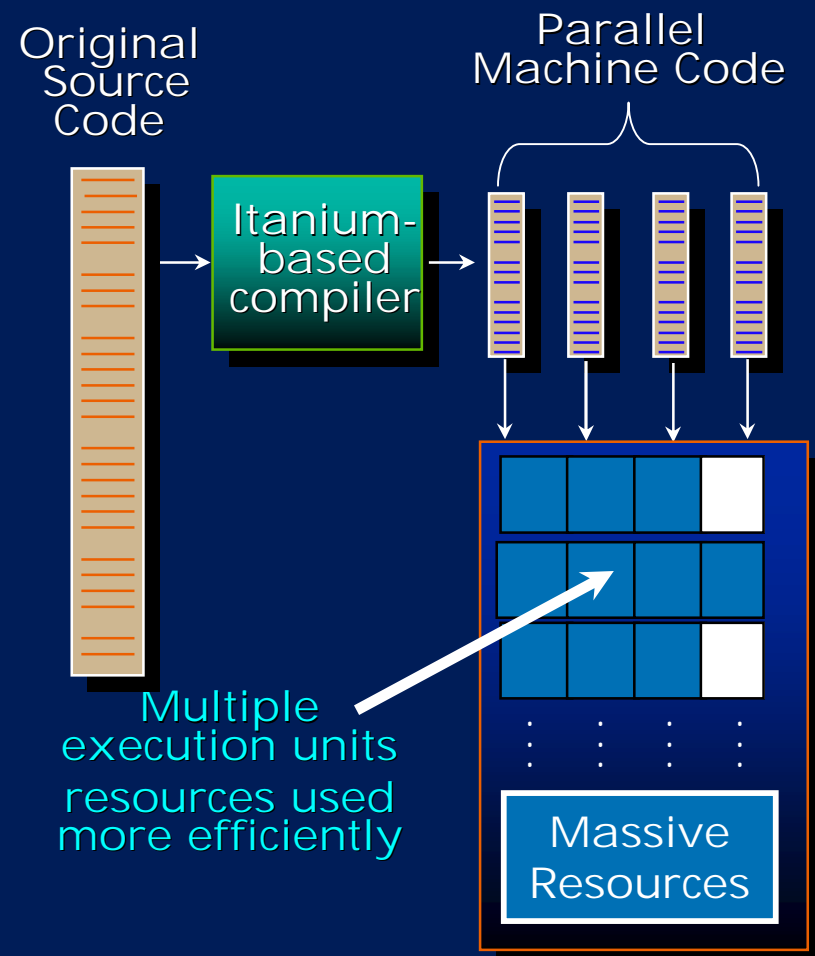 Original
Source
Code
Parallel
Machine Code
Itanium-
based
compiler
Multiple
execution units
resources used
more efficiently
Massive
Resources